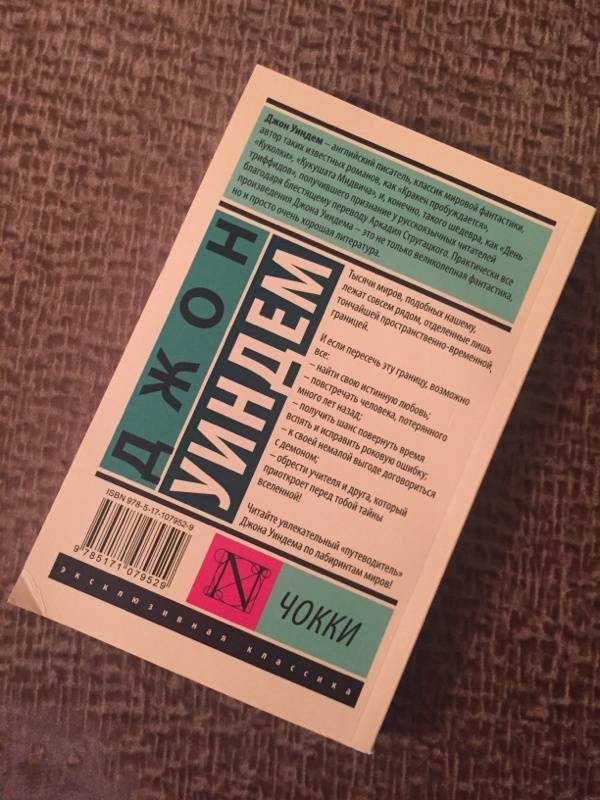 Джон Уиндем – английский писатель, классик мировой фантастики,
автор таких известных романов, как «Кракен пробуждается»,
«Куколки», «Кукушата Мидвича», и, конечно, такого шедевра, как «День
триффидов», получившего признание у русскоязычных читателей
благодаря блестящему переводу Аркадия Стругацкого. Практически все
произведения Джона Уиндема – это не только великолепная фантастика,
но и просто очень хорошая литература.
ДЖОН
УИНДЕМ
Тысячи миров, подобных нашему,
лежат совсем рядом, отделенные лишь
тончайшей пространственно-временной
границей.
И если пересечь эту границу, возможно
все:
– найти свою истинную любовь;
– повстречать человека, потерянного
много лет назад;
– получить шанс повернуть время
вспять и исправить роковую ошибку;
– к своей немалой выгоде договориться
с демоном;
– обрести учителя и друга, который
приоткроет перед тобой тайны
вселенной!
Читайте увлекательный «путеводитель»
Джона Уиндема по лабиринтам миров!
ISBN 978-5-17-107952-9
9 785171 079529
N
ЧОККИ
эксклюзивная классика